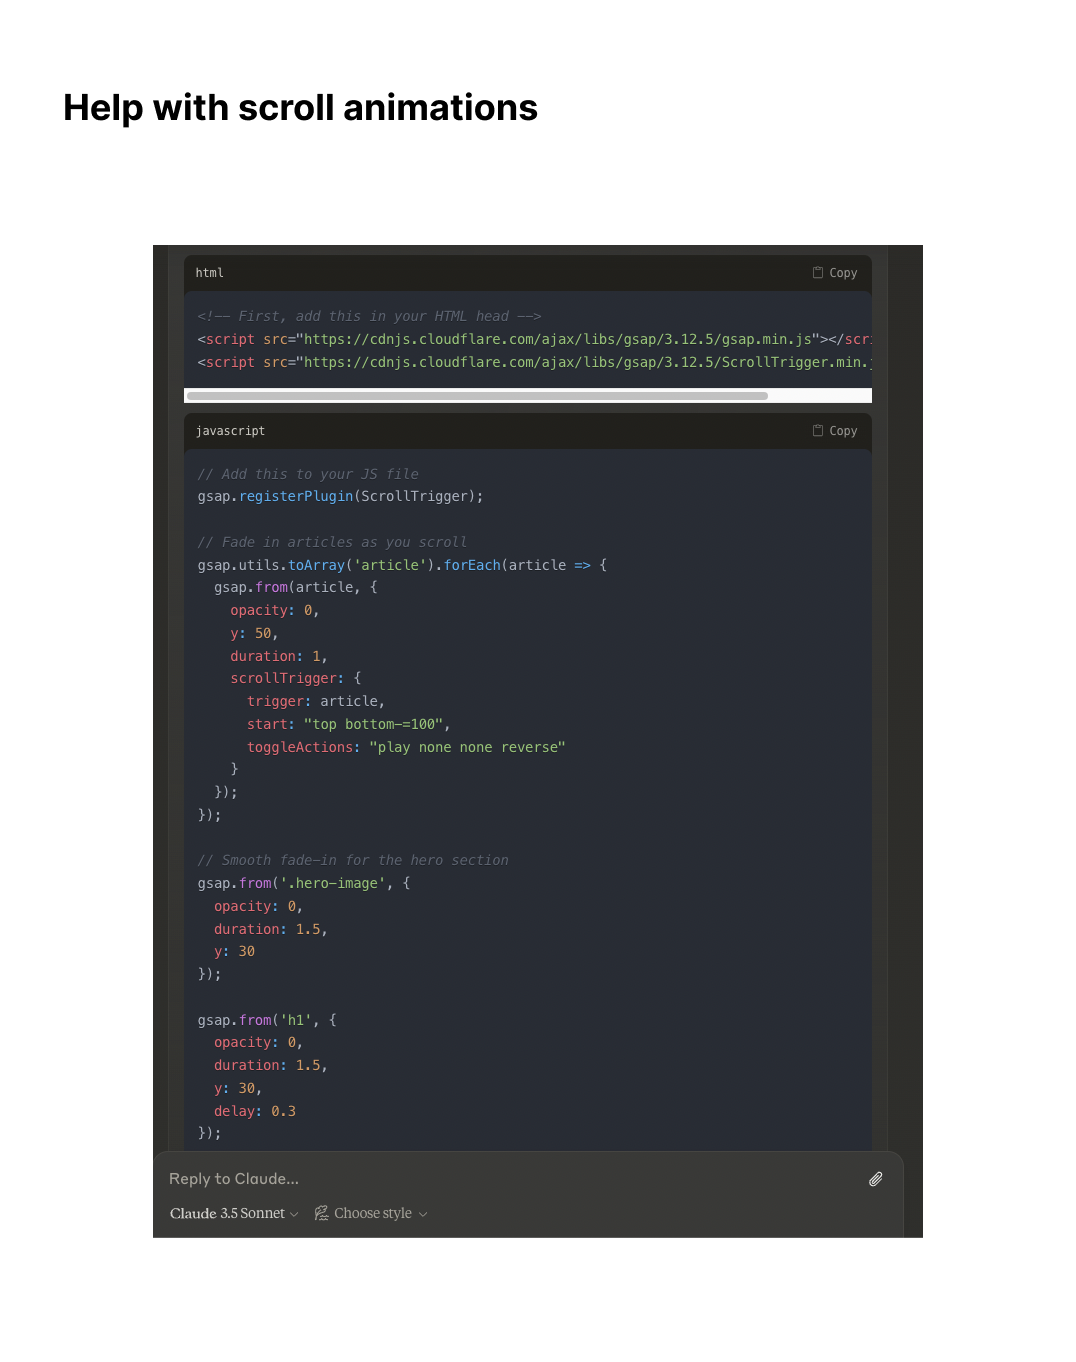 Help with scroll animations
html
Copy
<!-- First, add this in your HTML head -->
<script src="https://cdnjs.cloudflare.com/ajax/libs/gsap/3.12.5/gsap.min.js"></scri
<script src="https://cdnjs.cloudflare.com/ajax/libs/gsap/3.12.5/ScrollTrigger.min.j
javascript
Copy
// Add this to your JS file
gsap.registerPlugin(ScrollTrigger);
// Fade in articles as you scroll
gsap.utils.toArray('article').forEach(article => {
  gsap.from(article, {
    opacity: 0,
    y: 50,
    duration: 1,
    scrollTrigger: {
      trigger: article,
      start: "top bottom-=100",
      toggleActions: "play none none reverse"
    }
  });
});
// Smooth fade-in for the hero section
gsap.from('.hero-image', {
  opacity: 0,
  duration: 1.5,
  y: 30
});
gsap.from('h1', {
  opacity: 0,
  duration: 1.5,
  y: 30,
  delay: 0.3
});
Reply to Claude...
Claude 3.5 Sonnet
Choose style